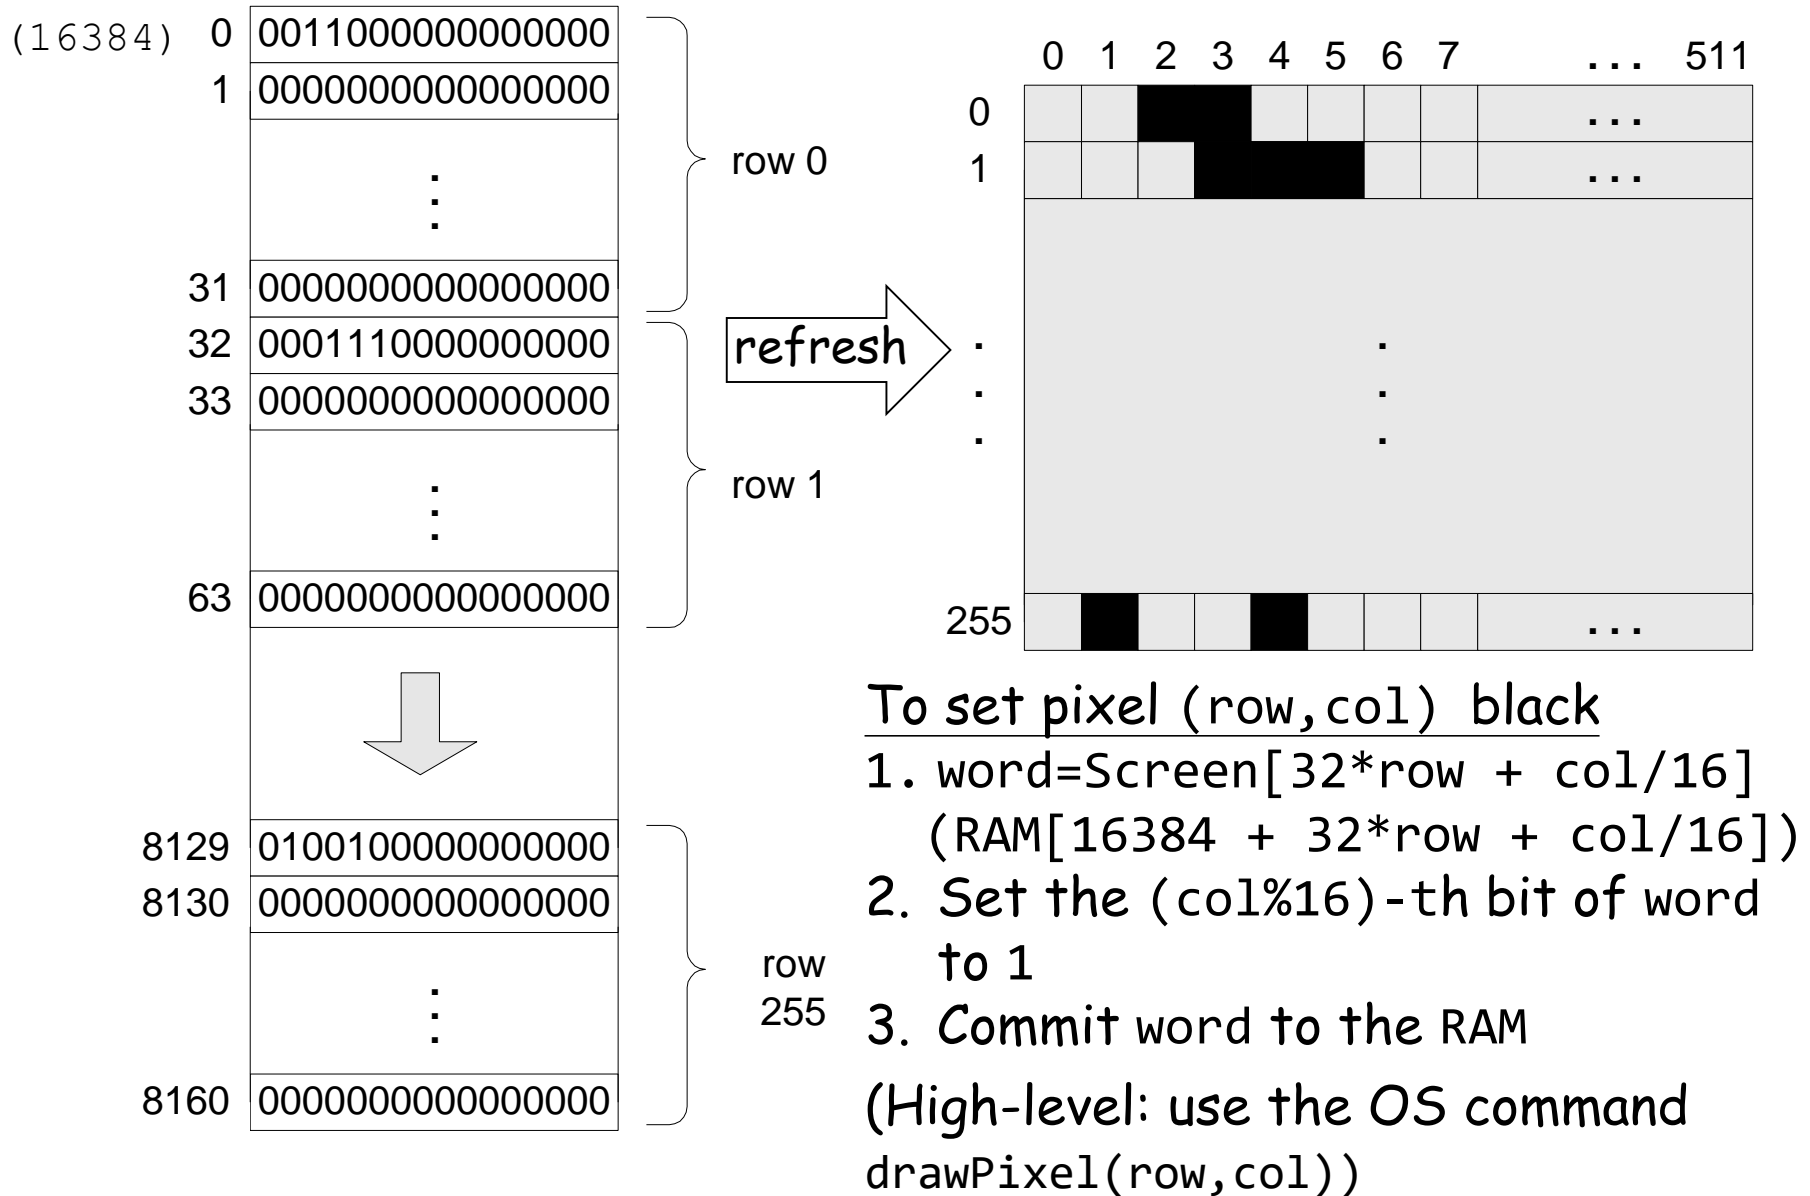 (16384) 0 0011000000000000
1 0000000000000000
.
.
.
31 0000000000000000
row 0
32 0001110000000000
33 0000000000000000
.
.
.
63 0000000000000000
row 1
8129 0100100000000000
8130 0000000000000000
.
.
.
8160 0000000000000000
row
255
refresh
0 1 2 3 4 5 6 7 ... 511
0 ...
1 ...
. .
. .
. .
255 ...
To set pixel (row,col) black
1. word=Screen[32*row + col/16]
(RAM[16384 + 32*row + col/16])
2. Set the (col%16)-th bit of word
to 1
3. Commit word to the RAM
(High-level: use the OS command
drawPixel(row,col))